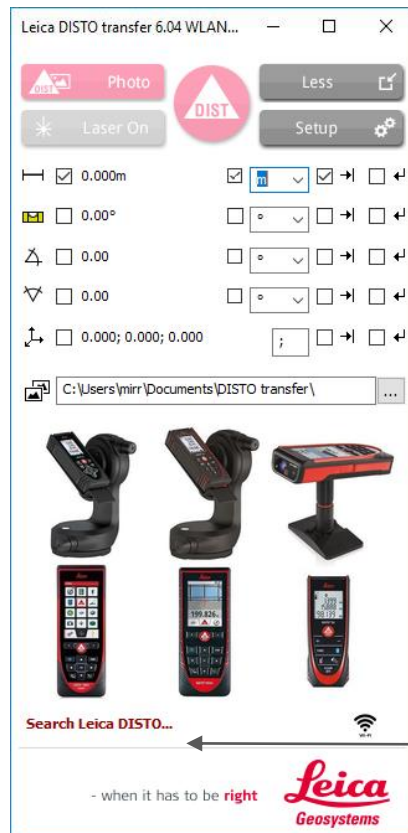 Leica DISTO transfer 6.04 WLAN...
DIST Photo
DIST
Less
Laser On
Setup
0.000m m
0.00° °
0.00 °
0.00 °
0.000; 0.000; 0.000 ;
C:\Users\mirr\Documents\DISTO transfer\ ...
199.826
Search Leica DISTO...
Wi-Fi
- when it has to be right
Leica
Geosystems